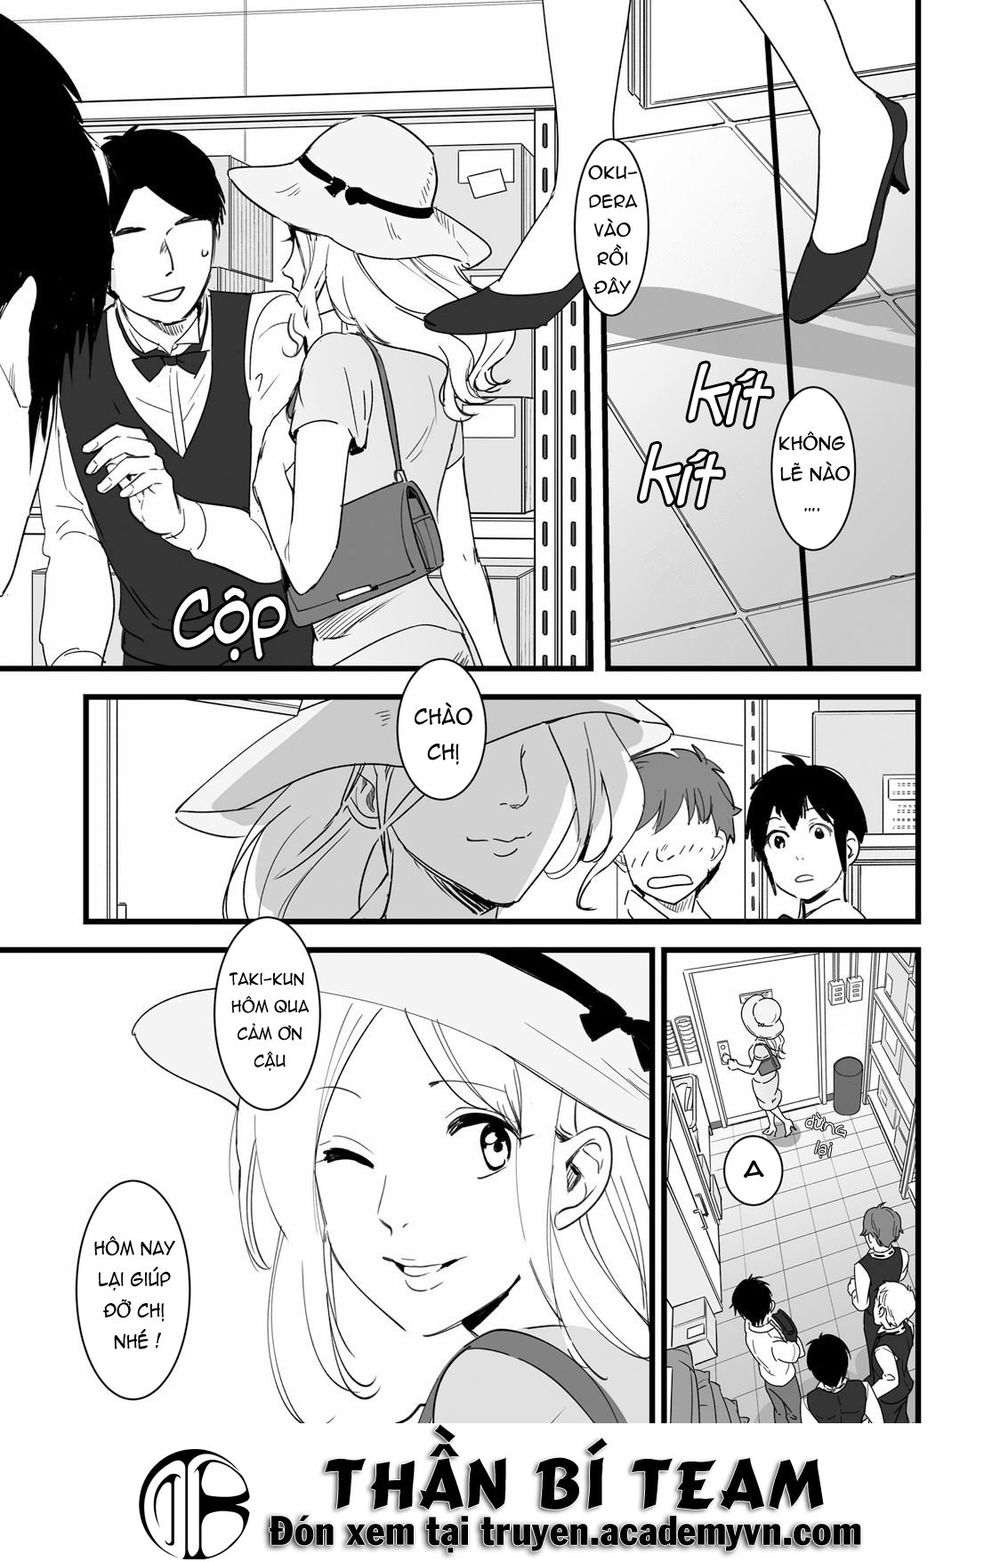 OKU-
DERA
VÀO
RỒI
ĐÂY
KÍT
KÍT
KHÔNG
LẼ NÀO
....
CỘP
CHÀO
CHỊ
A
DỪNG
LẠI
TAKI-KUN
HÔM QUA
CẢM ƠN
CẬU
HÔM NAY
LẠI GIÚP
ĐỠ CHỊ
NHÉ !
THẦN BÍ TEAM
Đón xem tại truyen.academyvn.com